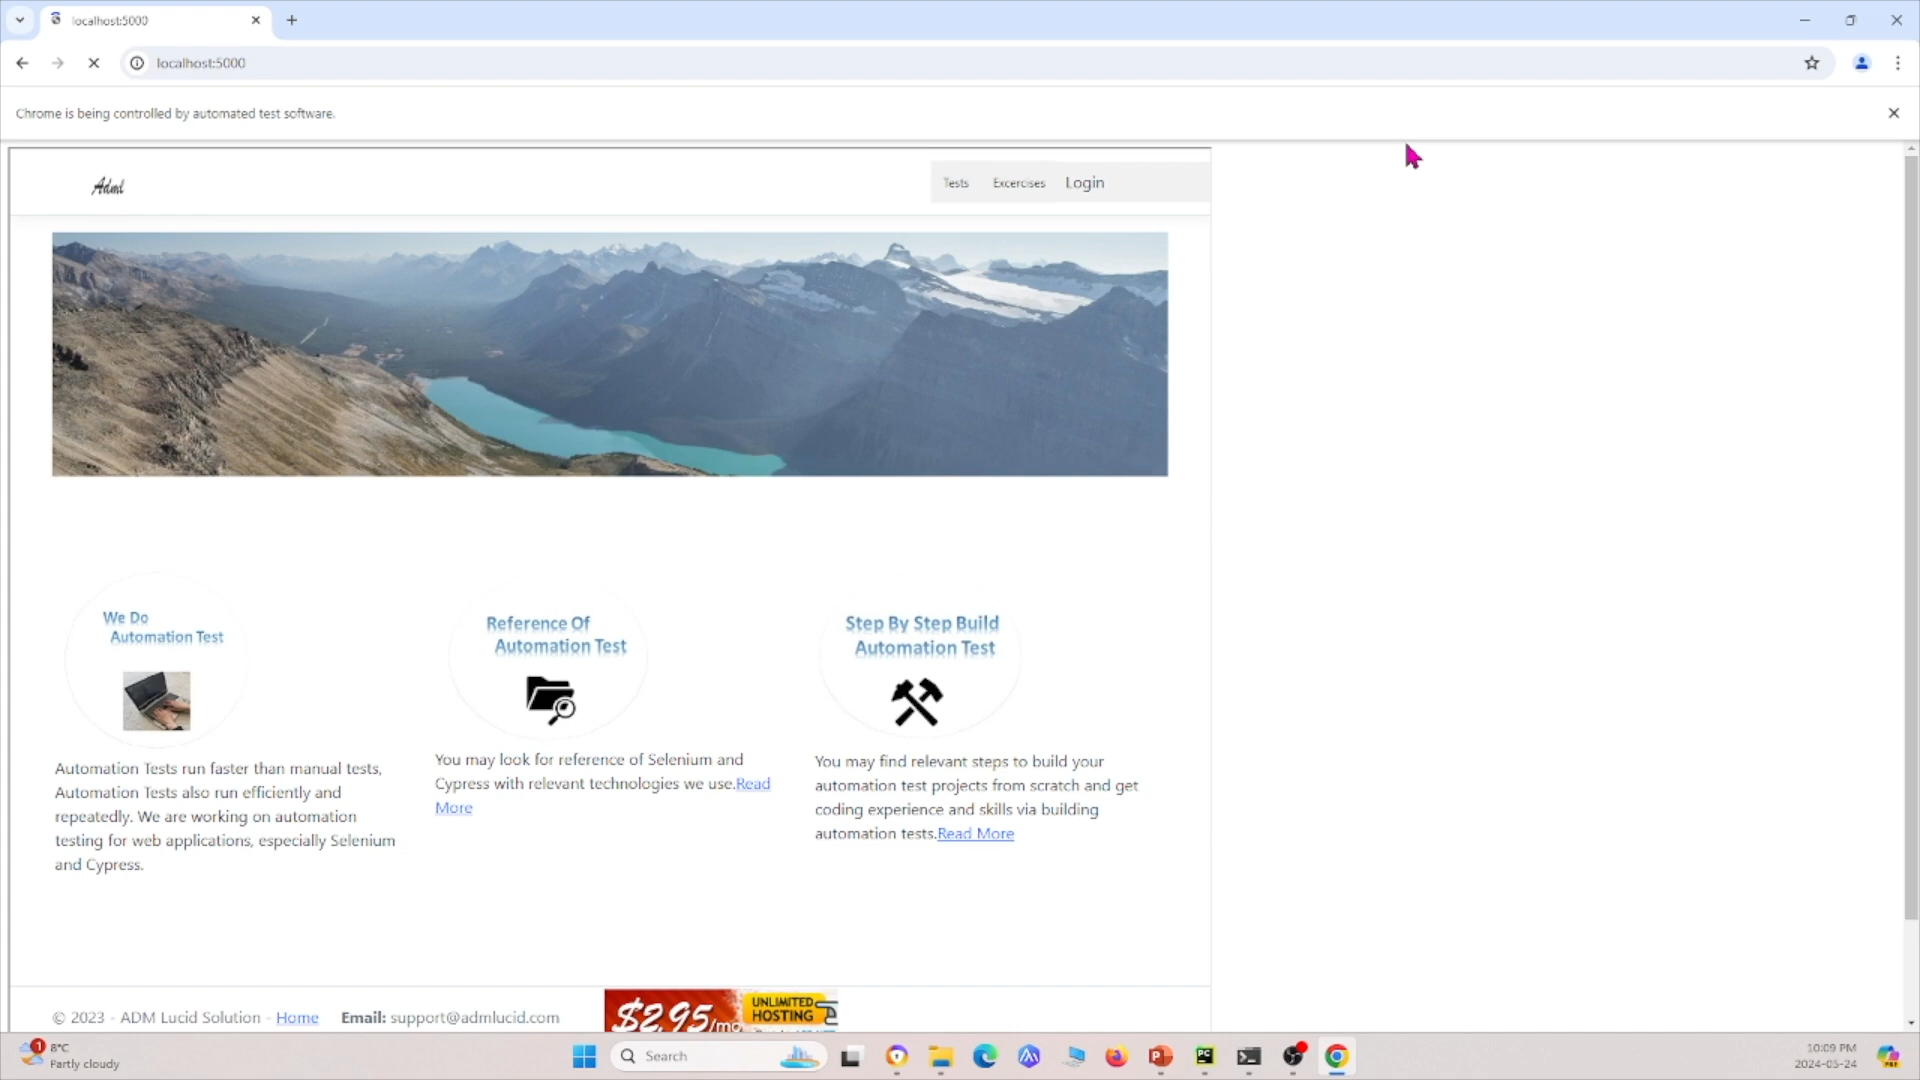 localhost:5000
localhost:5000
Chrome is being controlled by automated test software.
Adml
Tests Excercises Login
We Do
Automation Test
Reference Of
Automation Test
Step By Step Build
Automation Test
Automation Tests run faster than manual tests,
Automation Tests also run efficiently and
repeatedly. We are working on automation
testing for web applications, especially Selenium
and Cypress.
You may look for reference of Selenium and
Cypress with relevant technologies we use.Read
More
You may find relevant steps to build your
automation test projects from scratch and get
coding experience and skills via building
automation tests.Read More
© 2023 - ADM Lucid Solution - Home Email: support@admlucid.com
$2.95/mo
UNLIMITED
HOSTING
1
8°C
Partly cloudy
Search
10:09 PM
2024-05-24